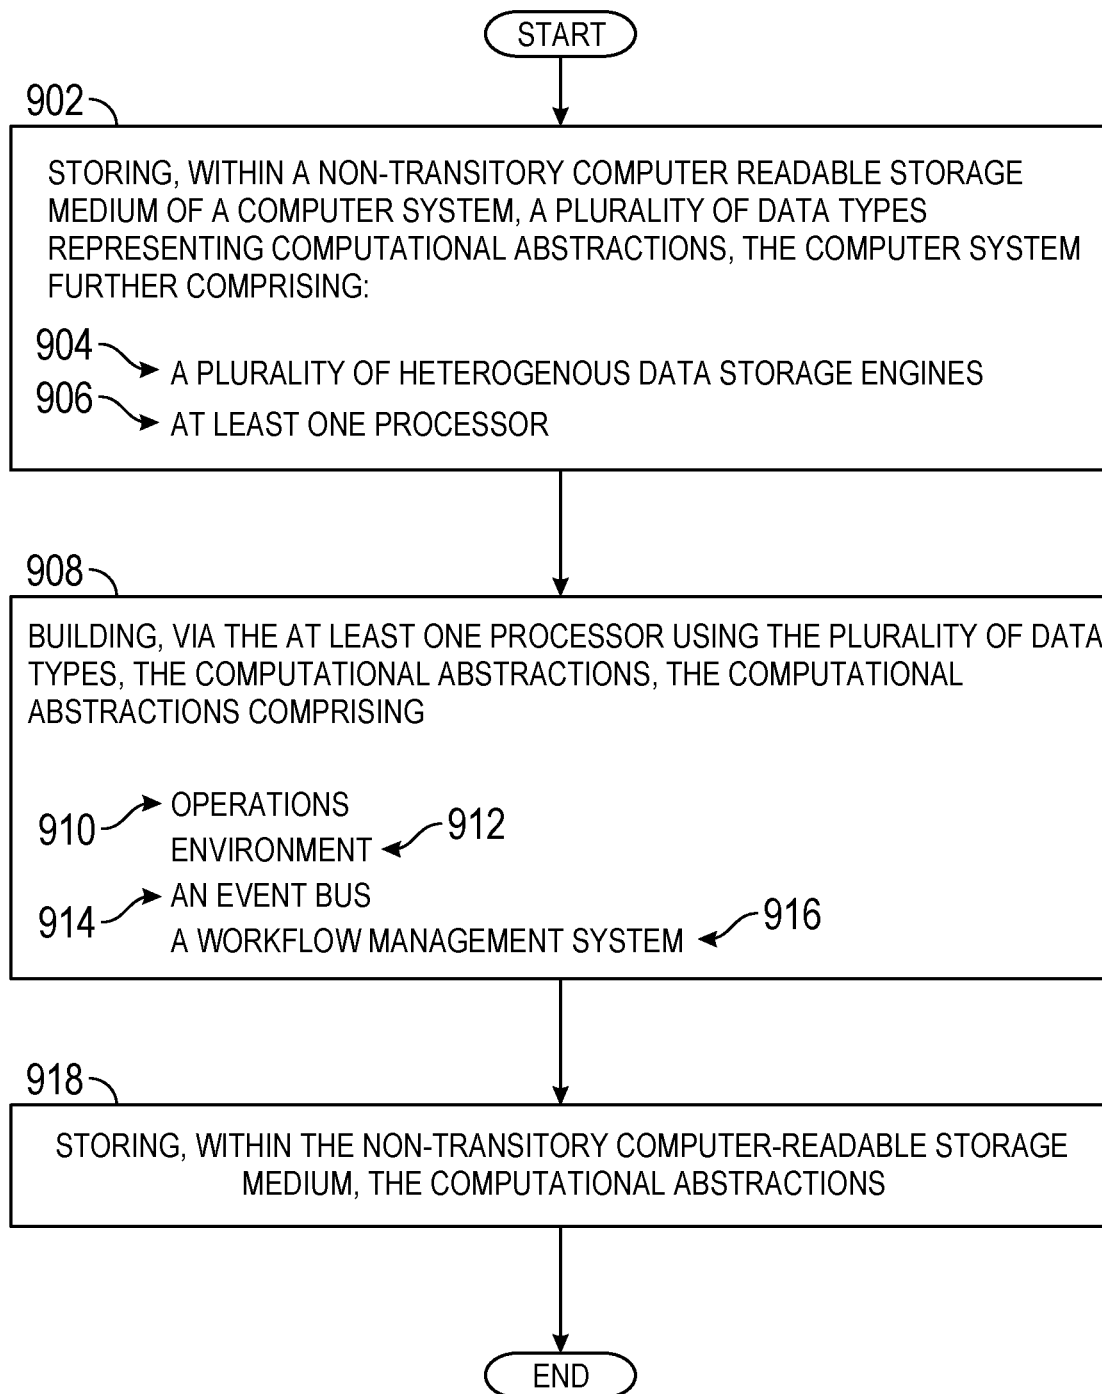 START
902
STORING, WITHIN A NON-TRANSITORY COMPUTER READABLE STORAGE
MEDIUM OF A COMPUTER SYSTEM, A PLURALITY OF DATA TYPES
REPRESENTING COMPUTATIONAL ABSTRACTIONS, THE COMPUTER SYSTEM
FURTHER COMPRISING:
904
A PLURALITY OF HETEROGENOUS DATA STORAGE ENGINES
906
AT LEAST ONE PROCESSOR
908
BUILDING, VIA THE AT LEAST ONE PROCESSOR USING THE PLURALITY OF DATA
TYPES, THE COMPUTATIONAL ABSTRACTIONS, THE COMPUTATIONAL
ABSTRACTIONS COMPRISING
910
OPERATIONS
ENVIRONMENT
912
914
AN EVENT BUS
A WORKFLOW MANAGEMENT SYSTEM
916
918
STORING, WITHIN THE NON-TRANSITORY COMPUTER-READABLE STORAGE
MEDIUM, THE COMPUTATIONAL ABSTRACTIONS
END